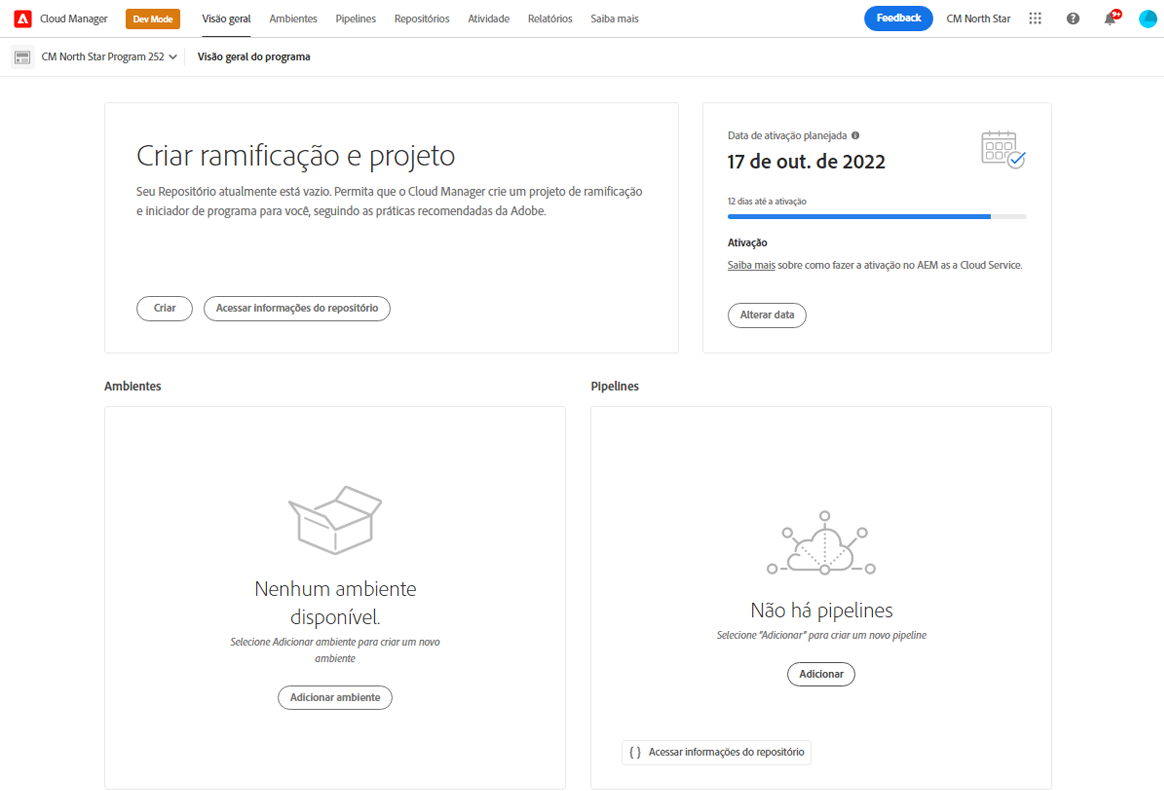 Cloud Manager Dev Mode Visão geral Ambientes Pipelines Repositórios Atividade Relatórios Saiba mais Feedback CM North Star 9+
CM North Star Program 252 Visão geral do programa
Criar ramificação e projeto
Seu Repositório atualmente está vazio. Permita que o Cloud Manager crie um projeto de ramificação
e iniciador de programa para você, seguindo as práticas recomendadas da Adobe.
Criar Acessar informações do repositório
Data de ativação planejada
17 de out. de 2022
12 dias até a ativação
Ativação
Saiba mais sobre como fazer a ativação no AEM as a Cloud Service.
Alterar data
Ambientes
Nenhum ambiente
disponível.
Selecione Adicionar ambiente para criar um novo
ambiente
Adicionar ambiente
Pipelines
Não há pipelines
Selecione "Adicionar" para criar um novo pipeline
Adicionar
{ } Acessar informações do repositório